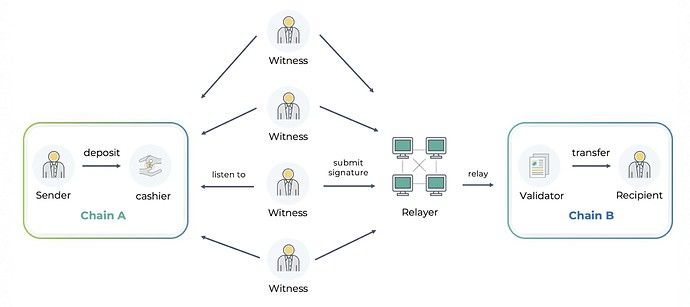 Witness
Witness
deposit
Sender
cashier
Chain A
listen to
Witness
submit
signature
Witness
Relayer
relay
transfer
Validator
Recipient
Chain B